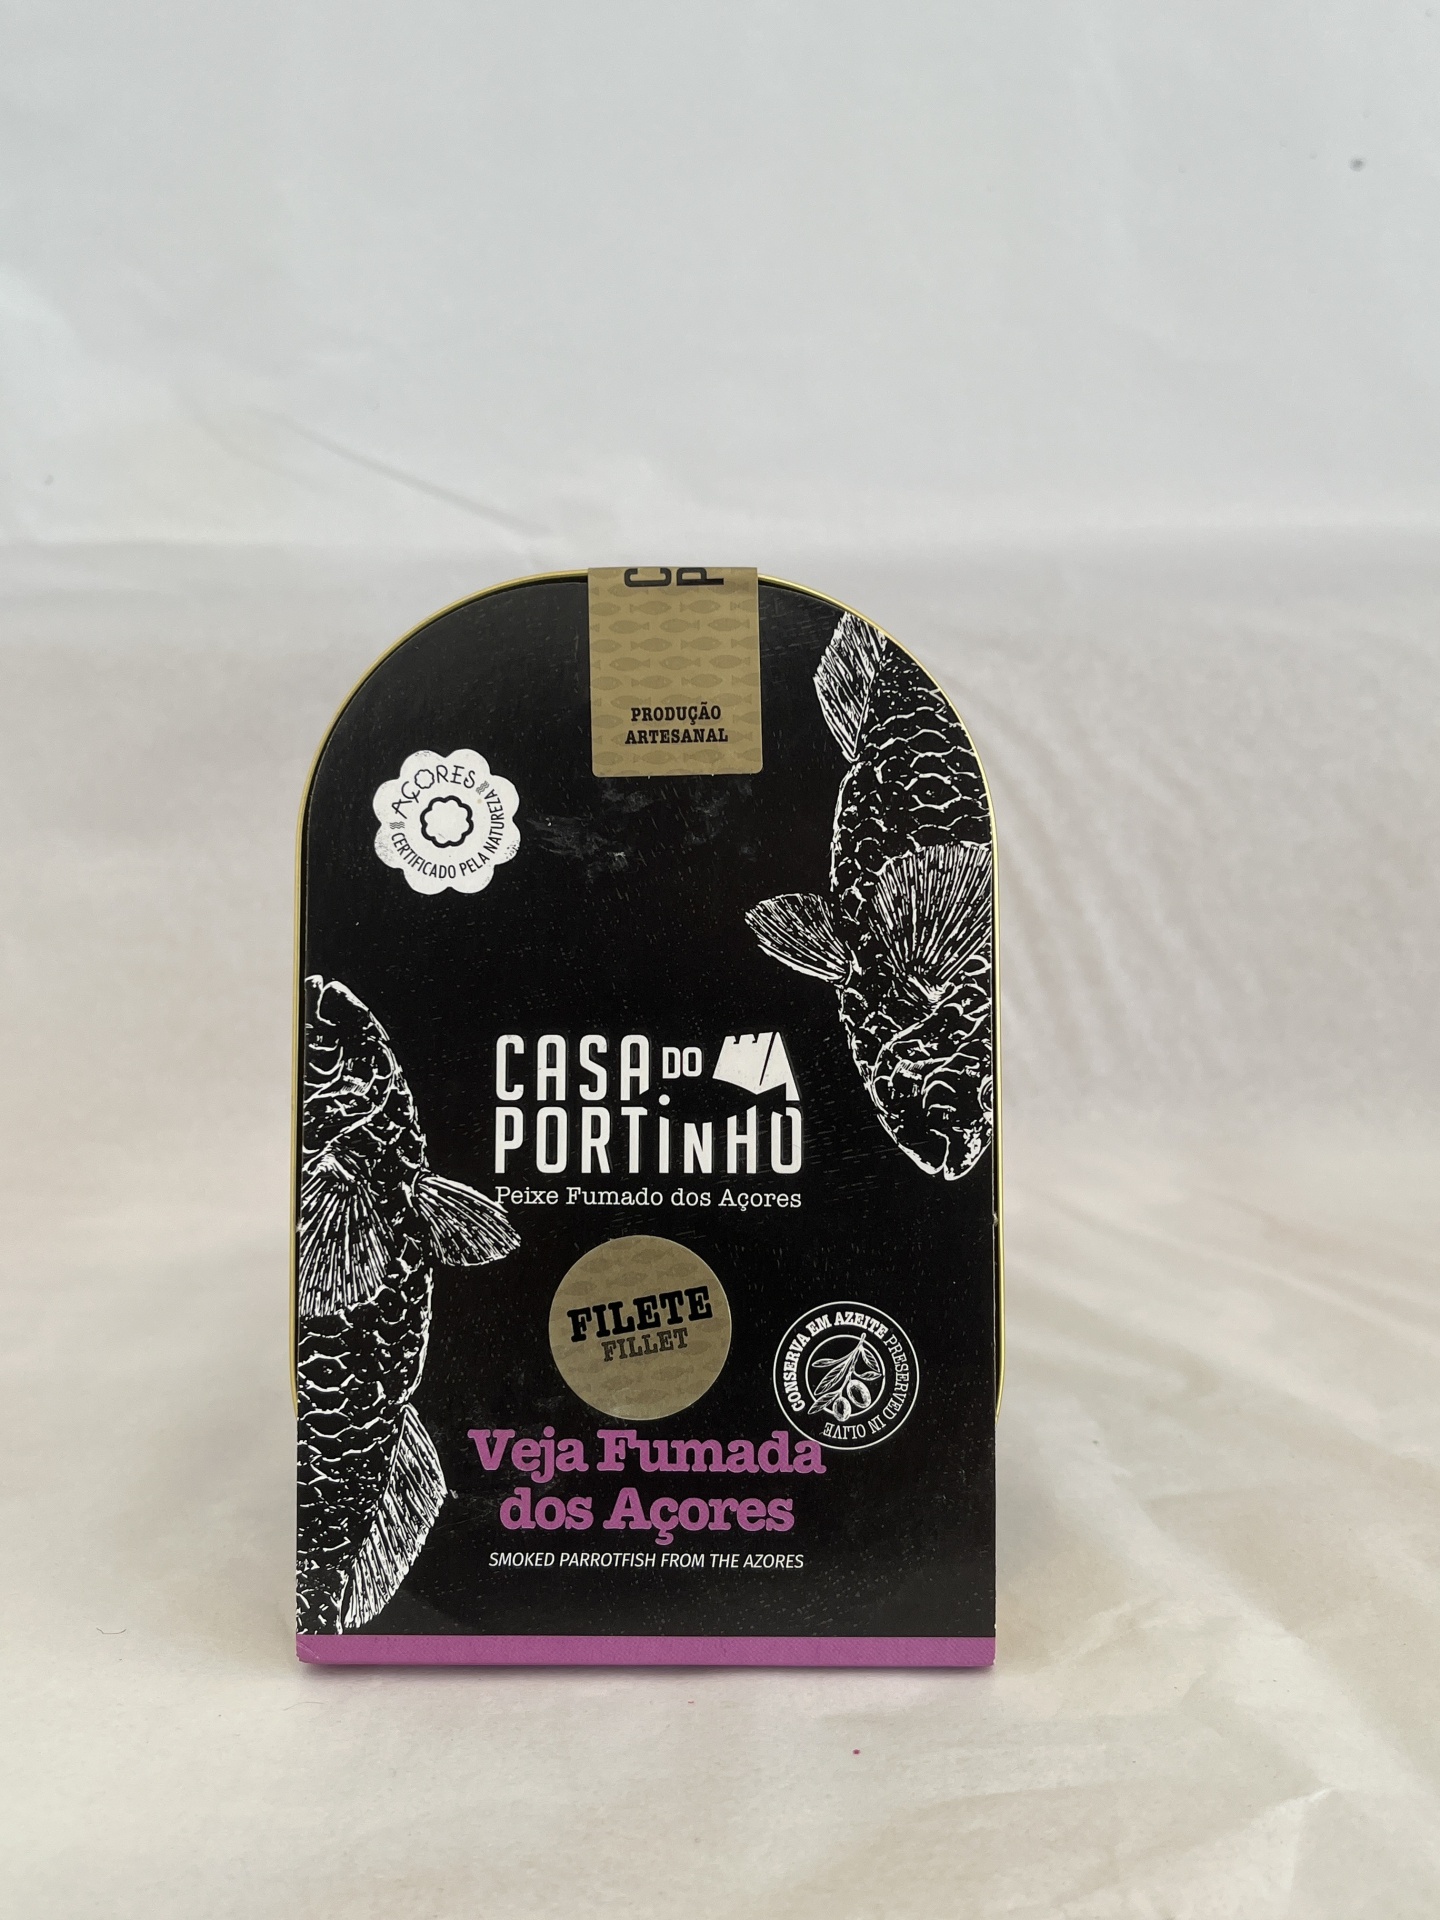 C
P
PRODUÇÃO
ARTESANAL
AÇORES
CERTIFICADO PELA NATUREZA
CASA DO
PORTINHO
Peixe Fumado dos Açores
FILETE
FILLET
CONSERVA EM AZEITE PRESERVED IN OLIVE
Veja Fumada
dos Açores
SMOKED PARROTFISH FROM THE AZORES